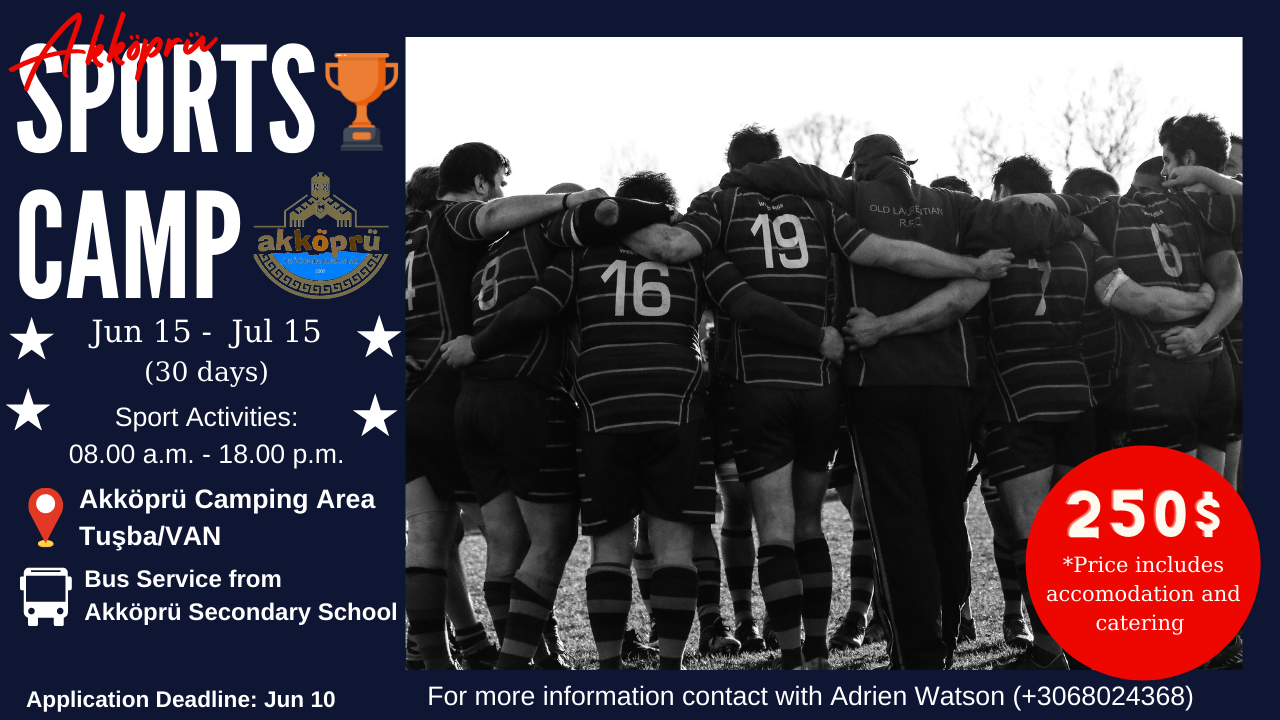 Akköprü
SPORTS
CAMP
akköprü
Jun 15 - Jul 15
(30 days)
Sport Activities:
08.00 a.m. - 18.00 p.m.
Akköprü Camping Area
Tuşba/VAN
Bus Service from
Akköprü Secondary School
Application Deadline: Jun 10
8
16
19
OLD LAURENTIAN
R.F.C
7
6
250$
*Price includes
accomodation and
catering
For more information contact with Adrien Watson (+3068024368)